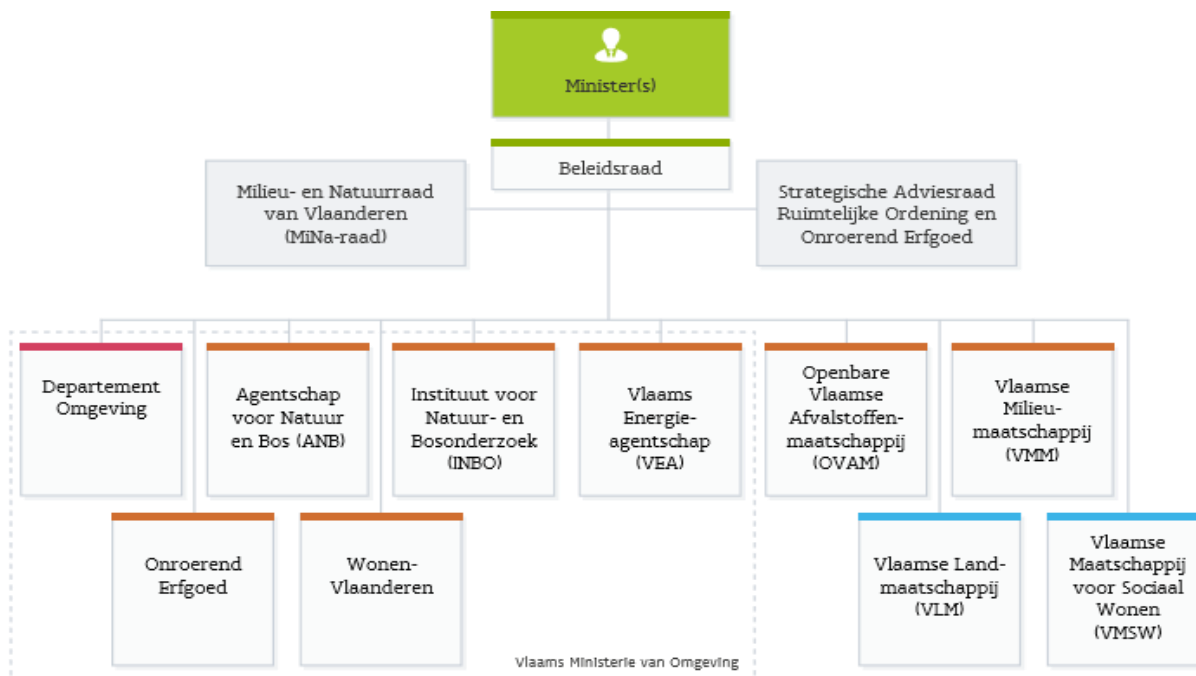 Minister(s)
Beleidsraad
Milieu- en Natuurraad
van Vlaanderen
(MiNa-raad)
Strategische Adviesraad
Ruimtelijke Ordening en
Onroerend Erfgoed
Departement
Omgeving
Agentschap
voor Natuur
en Bos (ANB)
Instituut voor
Natuur- en
Bosonderzoek
(INBO)
Vlaams
Energie-
agentschap
(VEA)
Openbare
Vlaamse
Afvalstoffen-
maatschappij
(OVAM)
Vlaamse
Milieu-
maatschappij
(VMM)
Onroerend
Erfgoed
Wonen-
Vlaanderen
Vlaamse Land-
maatschappij
(VLM)
Vlaamse
Maatschappij
voor Sociaal
Wonen
(VMSW)
Vlaams Ministerie van Omgeving